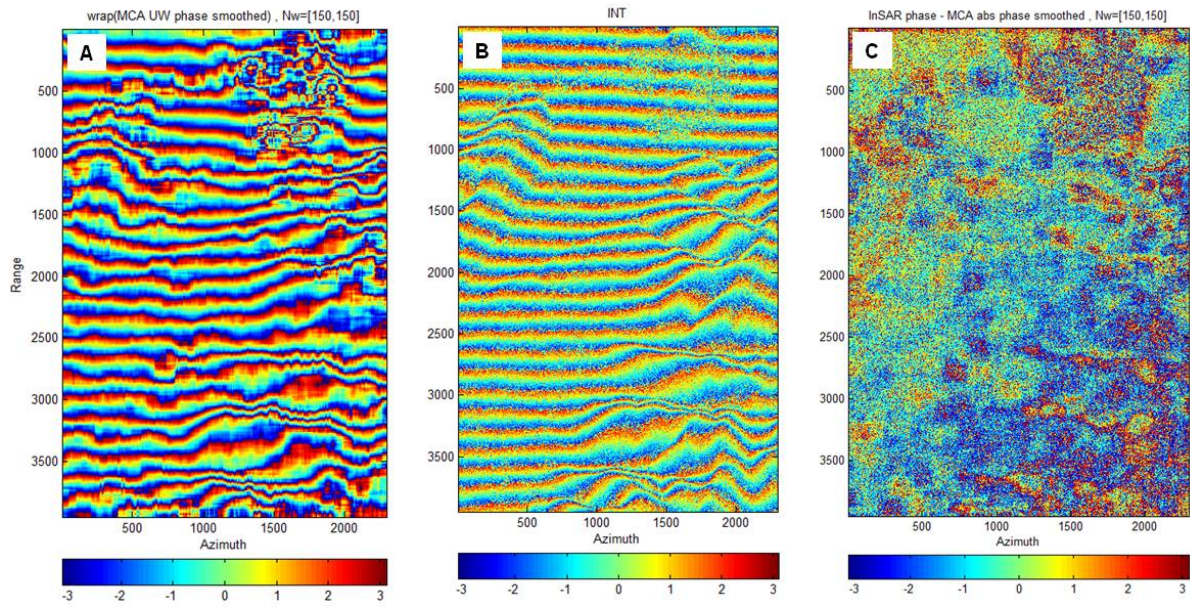 wrap(MCA UW phase smoothed) , Nw=[150,150]
A
500
1000
1500
2000
2500
3000
3500
Range
500 1000 1500 2000
Azimuth
-3 -2 -1 0 1 2 3
INT
B
500
1000
1500
2000
2500
3000
3500
500 1000 1500 2000
Azimuth
-3 -2 -1 0 1 2 3
InSAR phase - MCA abs phase smoothed , Nw=[150,150]
C
500
1000
1500
2000
2500
3000
3500
500 1000 1500 2000
Azimuth
-3 -2 -1 0 1 2 3